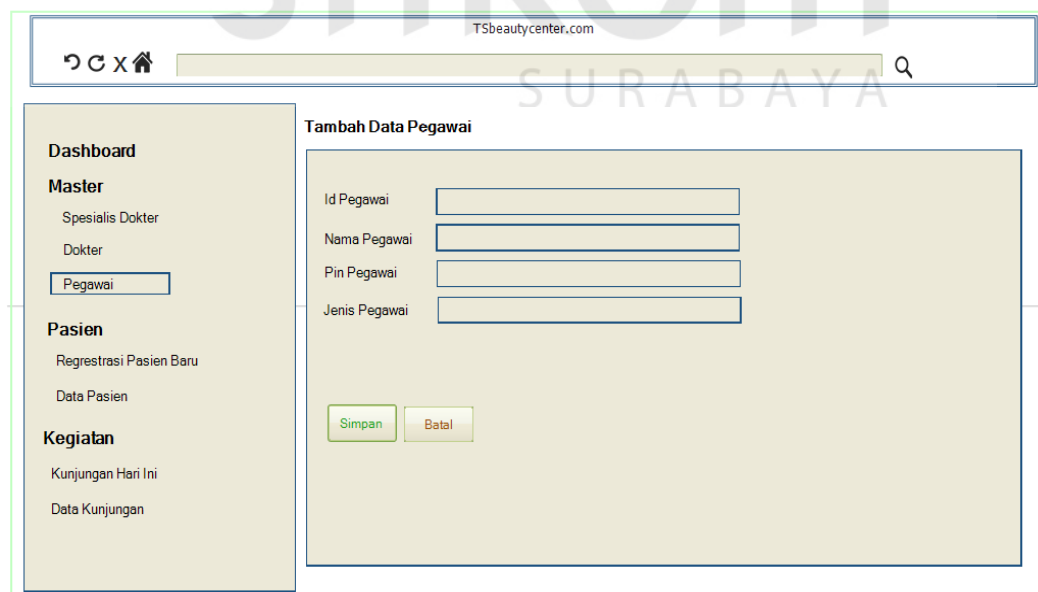 TSbeautycenter.com
X
SURABAYA
Tambah Data Pegawai
Dashboard
Master
Spesialis Dokter
Dokter
Pegawai
Pasien
Regrestrasi Pasien Baru
Data Pasien
Kegiatan
Kunjungan Hari Ini
Data Kunjungan
Id Pegawai
Nama Pegawai
Pin Pegawai
Jenis Pegawai
Simpan
Batal